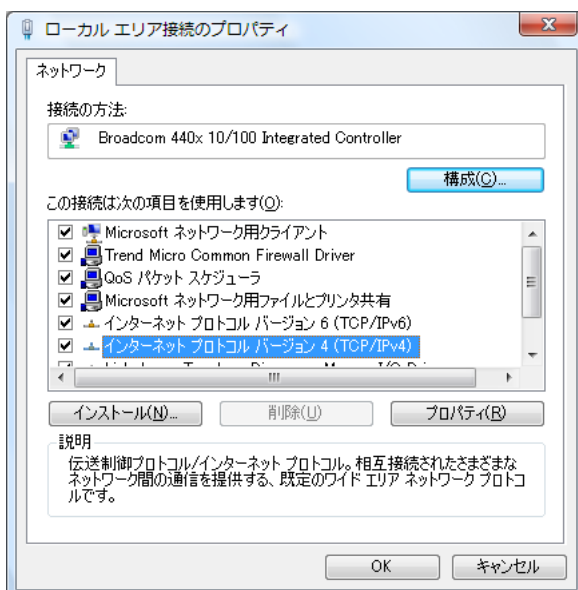 ローカル エリア接続のプロパティ
ネットワーク
接続の方法:
Broadcom 440x 10/100 Integrated Controller
構成(C)...
この接続は次の項目を使用します(O):
Microsoft ネットワーク用クライアント
Trend Micro Common Firewall Driver
QoS パケット スケジューラ
Microsoft ネットワーク用ファイルとプリンタ共有
インターネット プロトコル バージョン 6 (TCP/IPv6)
インターネット プロトコル バージョン 4 (TCP/IPv4)
インストール(N)...
削除(U)
プロパティ(R)
説明
伝送制御プロトコル/インターネット プロトコル。相互接続されたさまざまな
ネットワーク間の通信を提供する、既定のワイド エリア ネットワーク プロトコ
ルです。
OK
キャンセル